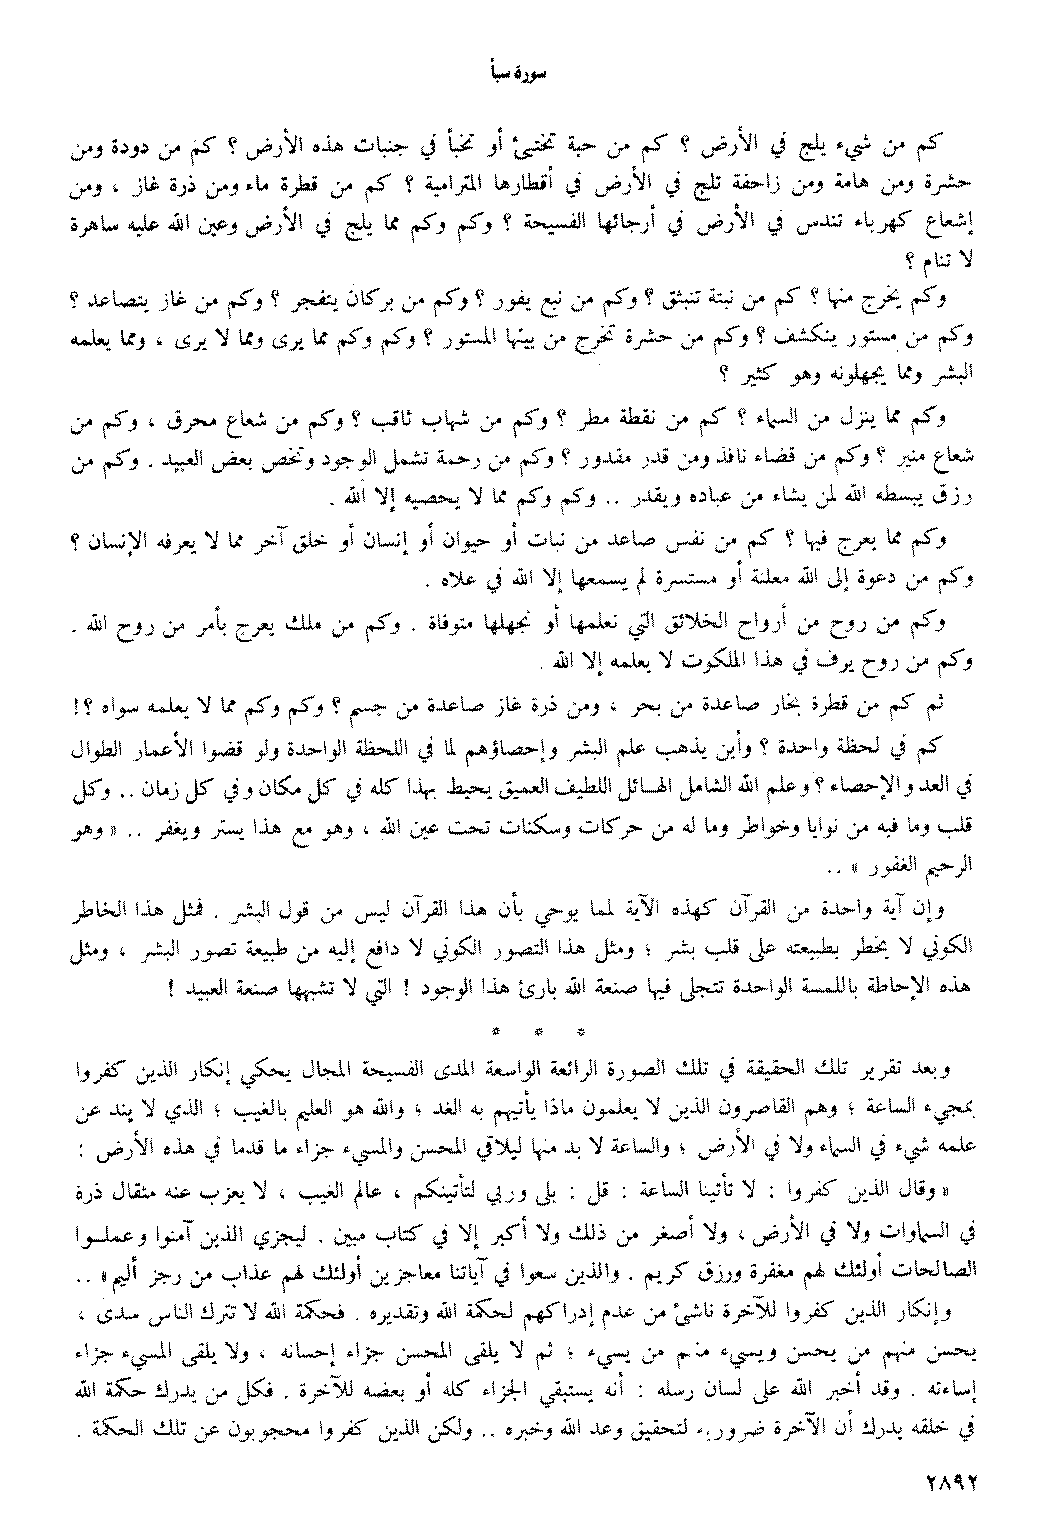 سورة سبأ
كم من شيء يلج في الأرض ؟ كم من حبة تختبئ أو تخبأ في جنبات هذه الأرض ؟ كم من دودة ومن
حشرة ومن هامة ومن زاحفة تلج في الأرض في أقطارها المترامية ؟ كم من قطرة ماء ومن ذرة غاز ، ومن
إشعاع كهرباء تندس في الأرض في أرجائها الفسيحة ؟ وكم وكم مما يلج في الأرض وعين الله عليه ساهرة
لا تنام ؟
وكم يخرج منها ؟ كم من نبتة تنبثق ؟ وكم من نبع يفور ؟ وكم من بركان يتفجر ؟ وكم من غاز يتصاعد ؟
وكم من مستور ينكشف ؟ وكم من حشرة تخرج من بيتها المستور ؟ وكم وكم مما يرى ومما لا يرى ، ومما يعلمه
البشر ومما يجهلونه وهو كثير ؟
وكم مما ينزل من السماء ؟ كم من نقطة مطر ؟ وكم من شهاب ثاقب ؟ وكم من شعاع محرق ، وكم من
شعاع منير ؟ وكم من قضاء نافذ ومن قدر مقدور ؟ وكم من رحمة تشمل الوجود وتخص بعض العبيد . وكم من
رزق يبسطه الله لمن يشاء من عباده ويقدر .. وكم وكم مما لا يحصيه إلا الله .
وكم مما يعرج فيها ؟ كم من نفس صاعد من نبات أو حيوان أو إنسان أو خلق آخر مما لا يعرفه الإنسان ؟
وكم من دعوة إلى الله معلنة أو مستسرة لم يسمعها إلا الله في علاه .
وكم من روح من أرواح الخلائق التي نعلمها أو نجهلها متوفاة . وكم من ملك يعرج بأمر من روح الله .
وكم من روح يرف في هذا الملكوت لا يعلمه إلا الله .
ثم كم من قطرة بخار صاعدة من بحر ، ومن ذرة غاز صاعدة من جسم ؟ وكم وكم مما لا يعلمه سواه ؟!
كم في لحظة واحدة ؟ وأين يذهب علم البشر وإحصاؤهم لما في اللحظة الواحدة ولو قضوا الأعمار الطوال
في العد والإحصاء ؟ وعلم الله الشامل الهائل اللطيف العميق يحيط بهذا كله في كل مكان وفي كل زمان .. وكل
قلب وما فيه من نوايا وخواطر وما له من حركات وسكنات تحت عين الله ، وهو مع هذا يستر ويغفر .. « وهو
الرحيم الغفور » ..
وإن آية واحدة من القرآن كهذه الآية لمما يوحي بأن هذا القرآن ليس من قول البشر . فمثل هذا الخاطر
الكوني لا يخطر بطبيعته على قلب بشر ؛ ومثل هذا التصور الكوني لا دافع إليه من طبيعة تصور البشر ، ومثل
هذه الإحاطة باللمسة الواحدة تتجلى فيها صنعة الله بارئ هذا الوجود ! التي لا تشبهها صنعة العبيد !
* * *
وبعد تقرير تلك الحقيقة في تلك الصورة الرائعة الواسعة المدى الفسيحة المجال يحكي إنكار الذين كفروا
بمجيء الساعة ؛ وهم القاصرون الذين لا يعلمون ماذا يأتيهم به الغد ؛ والله هو العليم بالغيب ؛ الذي لا يند عن
علمه شيء في السماء ولا في الأرض ؛ والساعة لا بد منها ليلاقي المحسن والمسيء جزاء ما قدما في هذه الأرض :
« وقال الذين كفروا : لا تأتينا الساعة : قل : بلى وربي لتأتينكم ، عالم الغيب ، لا يعزب عنه مثقال ذرة
في السماوات ولا في الأرض ، ولا أصغر من ذلك ولا أكبر إلا في كتاب مبين . ليجزي الذين آمنوا وعملوا
الصالحات أولئك لهم مغفرة ورزق كريم . والذين سعوا في آياتنا معاجزين أولئك لهم عذاب من رجز أليم» ..
وإنكار الذين كفروا للآخرة ناشئ من عدم إدراكهم لحكمة الله وتقديره . فحكمة الله لا تترك الناس سدى ،
يحسن منهم من يحسن ويسيء منهم من يسيء ؛ ثم لا يلقى المحسن جزاء إحسانه ، ولا يلقى المسيء جزاء
إساءته . وقد أخبر الله على لسان رسله : أنه يستبقي الجزاء كله أو بعضه للآخرة . فكل من يدرك حكمة الله
في خلقه يدرك أن الآخرة ضرورية لتحقيق وعد الله وخبره .. ولكن الذين كفروا محجوبون عن تلك الحكمة .
٢٨٩٢